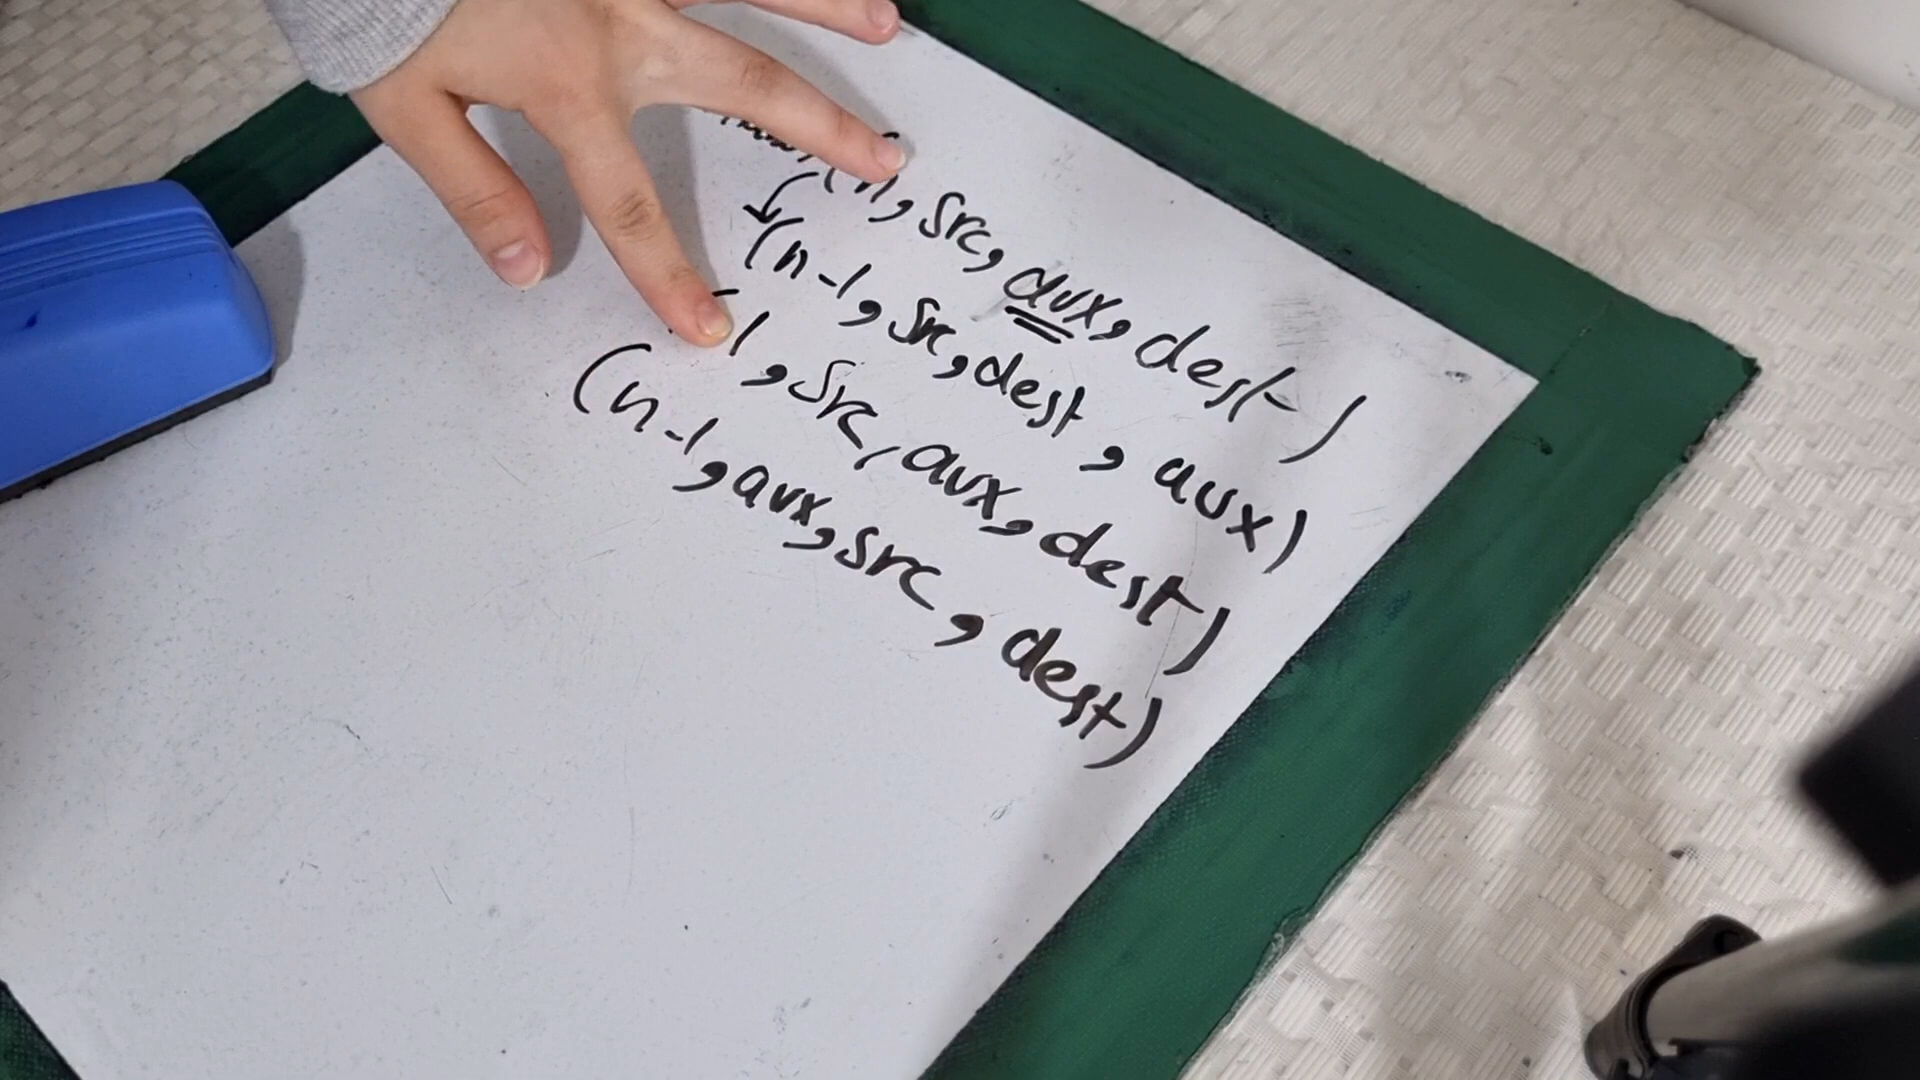 (n, src, aux, dest)
(n-1, src, dest, aux)
1, src, aux, dest)
(n-1, aux, src, dest)